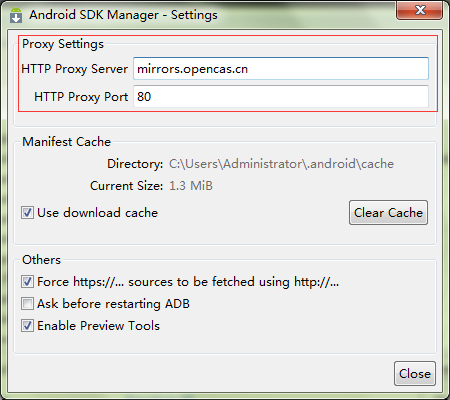 Android SDK Manager - Settings
Proxy Settings
HTTP Proxy Server mirrors.opencas.cn
HTTP Proxy Port 80
Manifest Cache
Directory: C:\Users\Administrator\.android\cache
Current Size: 1.3 MiB
Use download cache Clear Cache
Others
Force https://... sources to be fetched using http://...
Ask before restarting ADB
Enable Preview Tools
Close